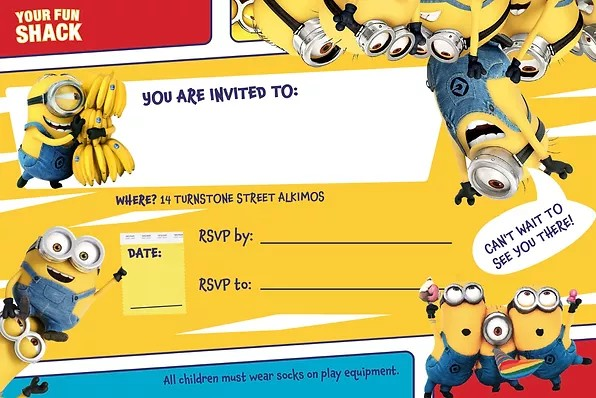 YOUR FUN
SHACK
YOU ARE INVITED TO:
WHERE? 14 TURNSTONE STREET ALKIMOS
DATE:
RSVP by:
RSVP to:
CAN'T WAIT TO
SEE YOU THERE!
All children must wear socks on play equipment.